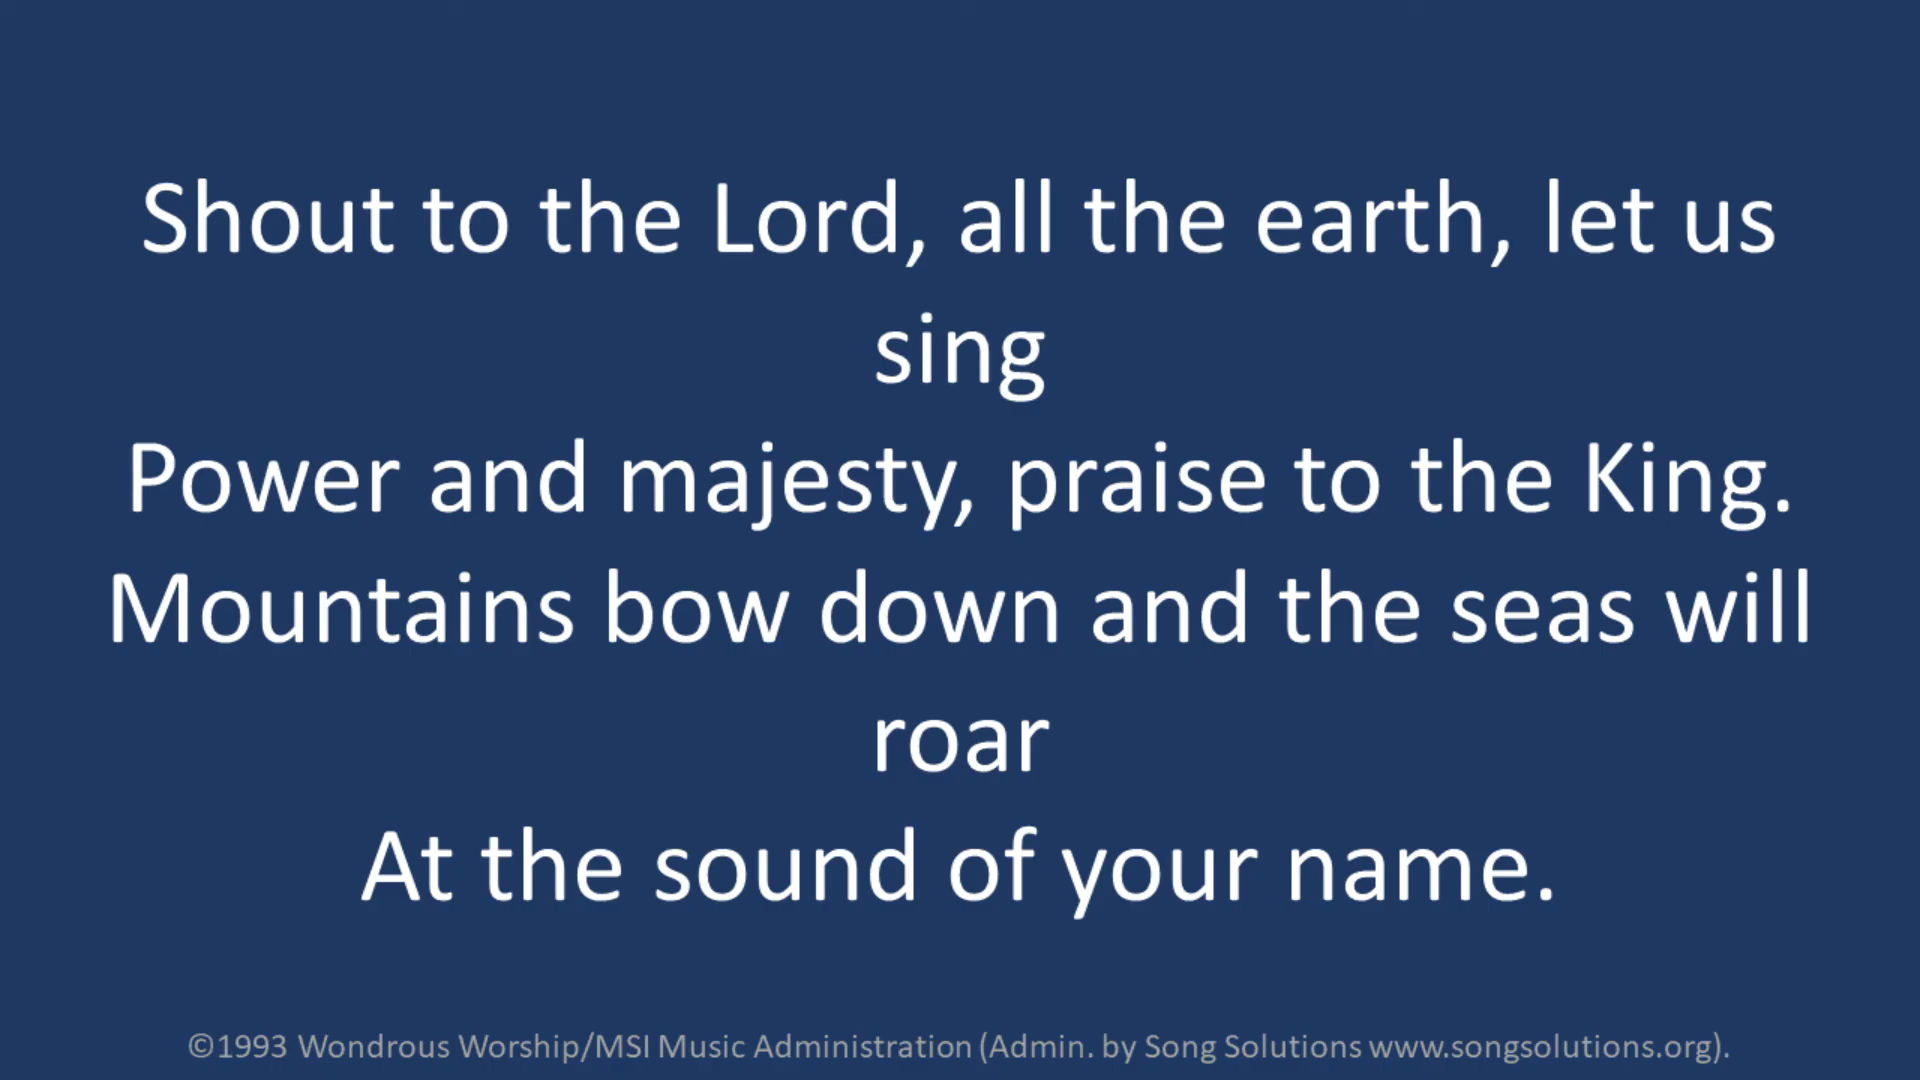 Shout to the Lord, all the earth, let us
sing
Power and majesty, praise to the King.
Mountains bow down and the seas will
roar
At the sound of your name.
©1993 Wondrous Worship/MSI Music Administration (Admin. by Song Solutions www.songsolutions.org).